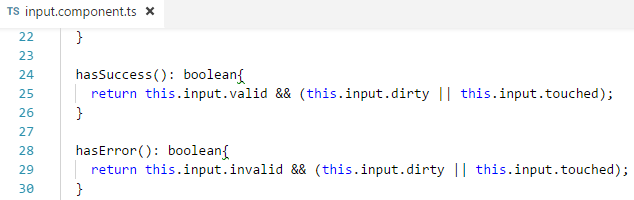 TS input.component.ts ×
22 }
23
24 hasSuccess(): boolean{
25 return this.input.valid && (this.input.dirty || this.input.touched);
26 }
27
28 hasError(): boolean{
29 return this.input.invalid && (this.input.dirty || this.input.touched);
30 }